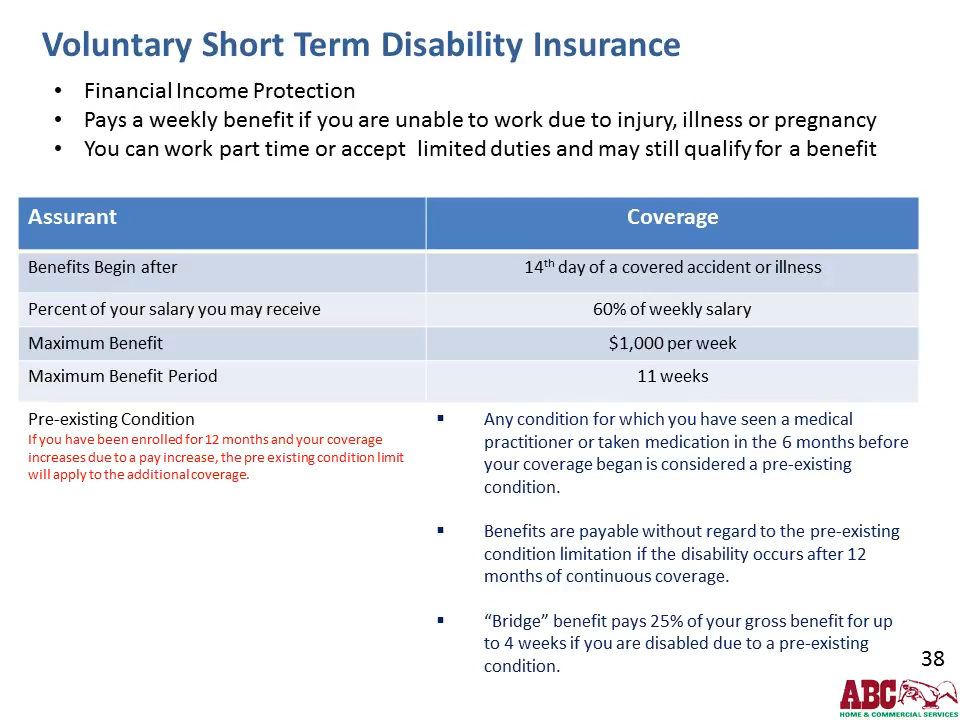 Voluntary Short Term Disability Insurance
• Financial Income Protection
• Pays a weekly benefit if you are unable to work due to injury, illness or pregnancy
• You can work part time or accept limited duties and may still qualify for a benefit
Assurant Coverage
Benefits Begin after 14th day of a covered accident or illness
Percent of your salary you may receive 60% of weekly salary
Maximum Benefit $1,000 per week
Maximum Benefit Period 11 weeks
Pre-existing Condition
If you have been enrolled for 12 months and your coverage
increases due to a pay increase, the pre existing condition limit
will apply to the additional coverage.
▪ Any condition for which you have seen a medical
practitioner or taken medication in the 6 months before
your coverage began is considered a pre-existing
condition.
▪ Benefits are payable without regard to the pre-existing
condition limitation if the disability occurs after 12
months of continuous coverage.
▪ “Bridge” benefit pays 25% of your gross benefit for up
to 4 weeks if you are disabled due to a pre-existing
condition.
38
ABC
HOME & COMMERCIAL SERVICES